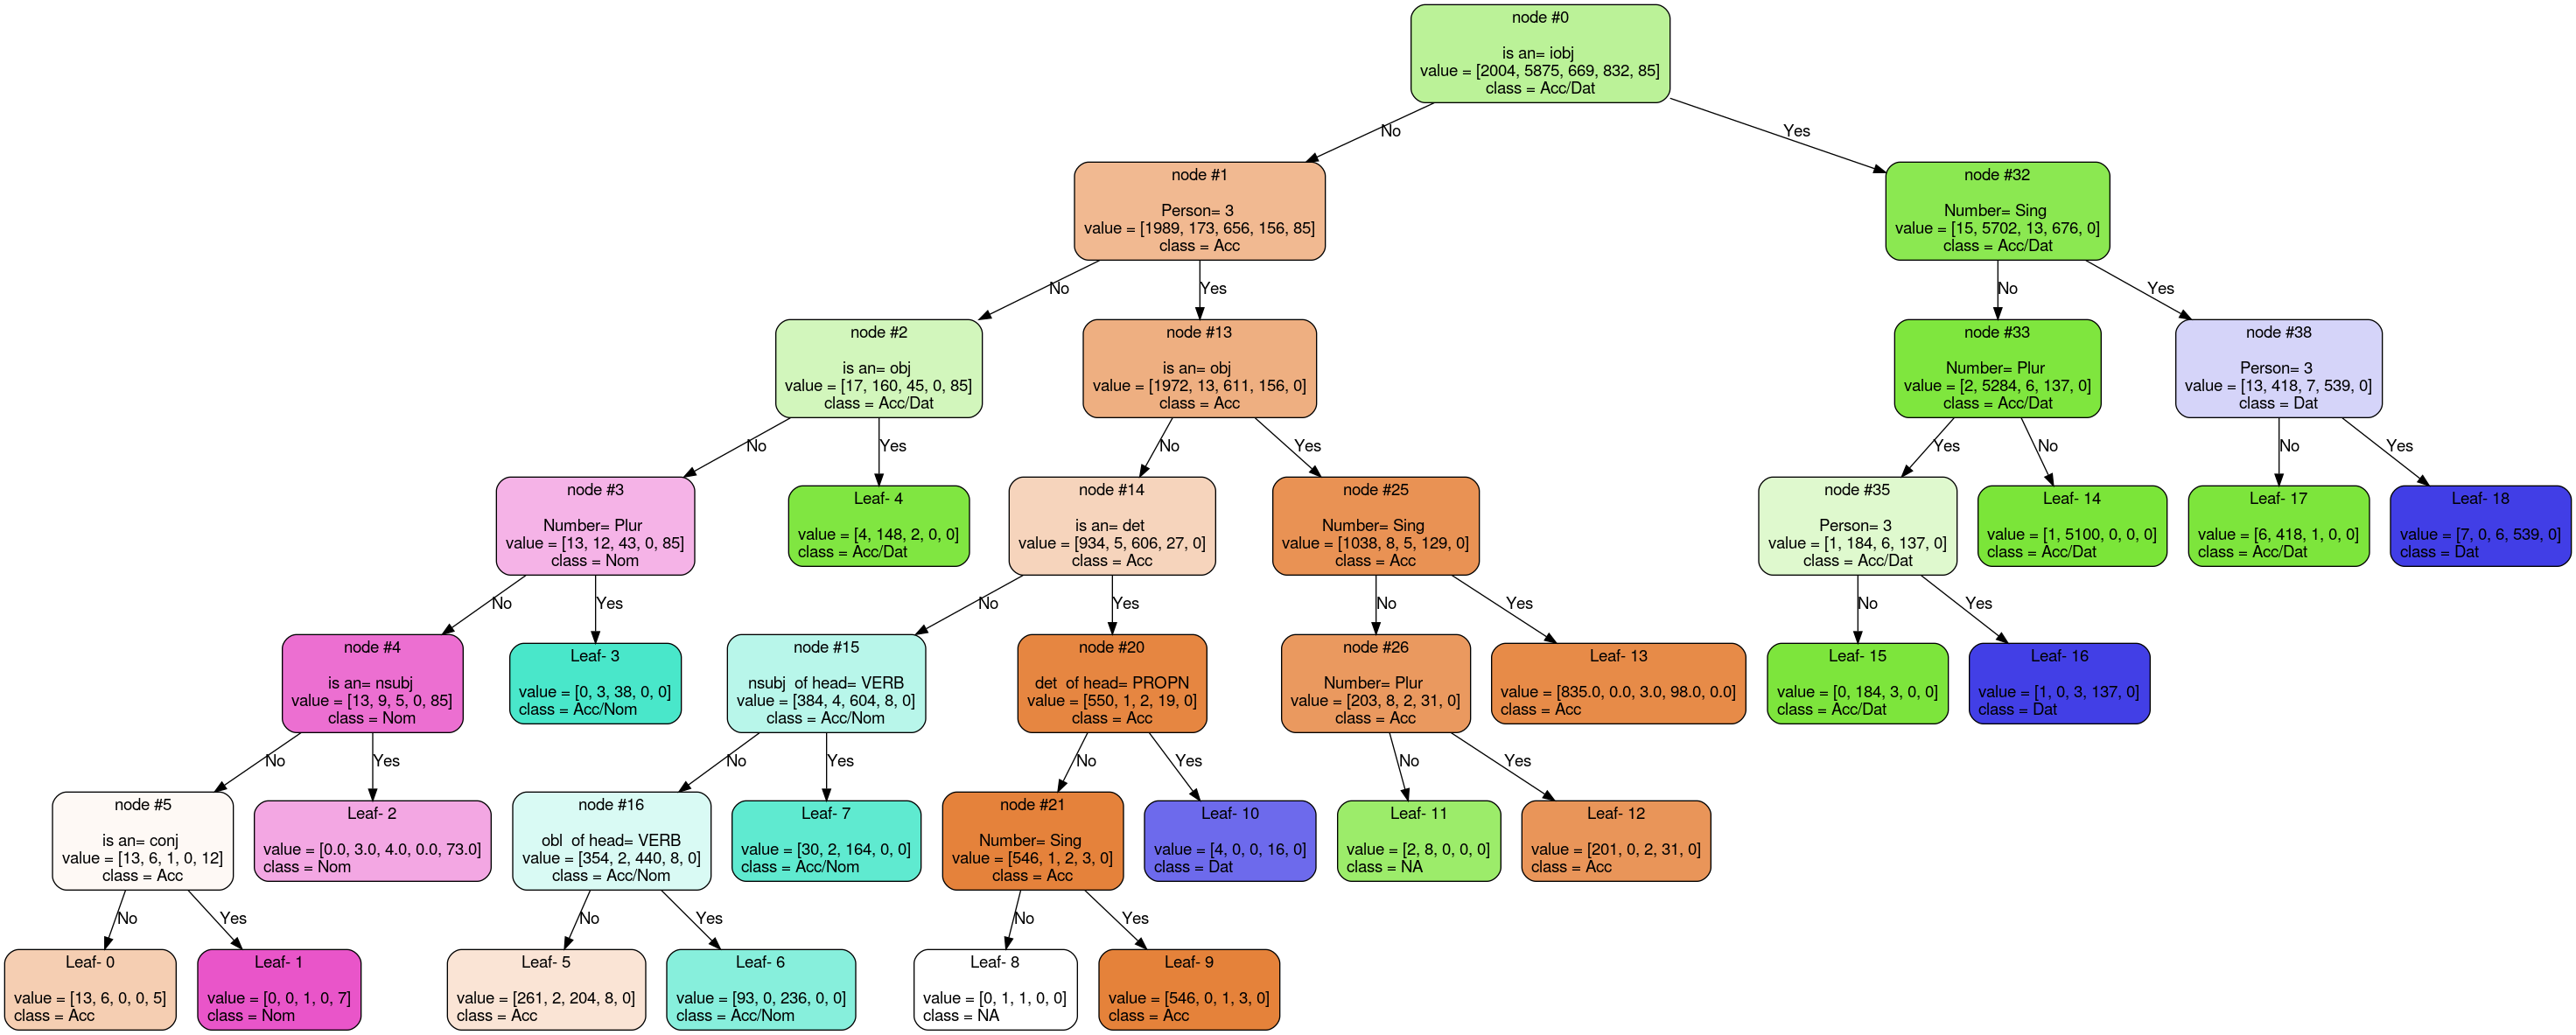 node #0
is an= iobj
value = [2004, 5875, 669, 832, 85]
class = Acc/Dat
No
Yes
node #1
Person= 3
value = [1989, 173, 656, 156, 85]
class = Acc
node #32
Number= Sing
value = [15, 5702, 13, 676, 0]
class = Acc/Dat
No
Yes
No
Yes
node #2
is an= obj
value = [17, 160, 45, 0, 85]
class = Acc/Dat
node #13
is an= obj
value = [1972, 13, 611, 156, 0]
class = Acc
node #33
Number= Plur
value = [2, 5284, 6, 137, 0]
class = Acc/Dat
node #38
Person= 3
value = [13, 418, 7, 539, 0]
class = Dat
No
Yes
No
Yes
Yes
No
No
Yes
node #3
Number= Plur
value = [13, 12, 43, 0, 85]
class = Nom
Leaf- 4
value = [4, 148, 2, 0, 0]
class = Acc/Dat
node #14
is an= det
value = [934, 5, 606, 27, 0]
class = Acc
node #25
Number= Sing
value = [1038, 8, 5, 129, 0]
class = Acc
node #35
Person= 3
value = [1, 184, 6, 137, 0]
class = Acc/Dat
Leaf- 14
value = [1, 5100, 0, 0, 0]
class = Acc/Dat
Leaf- 17
value = [6, 418, 1, 0, 0]
class = Acc/Dat
Leaf- 18
value = [7, 0, 6, 539, 0]
class = Dat
No
Yes
No
Yes
No
Yes
No
Yes
node #4
is an= nsubj
value = [13, 9, 5, 0, 85]
class = Nom
Leaf- 3
value = [0, 3, 38, 0, 0]
class = Acc/Nom
node #15
nsubj  of head= VERB
value = [384, 4, 604, 8, 0]
class = Acc/Nom
node #20
det  of head= PROPN
value = [550, 1, 2, 19, 0]
class = Acc
node #26
Number= Plur
value = [203, 8, 2, 31, 0]
class = Acc
Leaf- 13
value = [835.0, 0.0, 3.0, 98.0, 0.0]
class = Acc
Leaf- 15
value = [0, 184, 3, 0, 0]
class = Acc/Dat
Leaf- 16
value = [1, 0, 3, 137, 0]
class = Dat
No
Yes
No
Yes
No
Yes
No
Yes
node #5
is an= conj
value = [13, 6, 1, 0, 12]
class = Acc
Leaf- 2
value = [0.0, 3.0, 4.0, 0.0, 73.0]
class = Nom
node #16
obl  of head= VERB
value = [354, 2, 440, 8, 0]
class = Acc/Nom
Leaf- 7
value = [30, 2, 164, 0, 0]
class = Acc/Nom
node #21
Number= Sing
value = [546, 1, 2, 3, 0]
class = Acc
Leaf- 10
value = [4, 0, 0, 16, 0]
class = Dat
Leaf- 11
value = [2, 8, 0, 0, 0]
class = NA
Leaf- 12
value = [201, 0, 2, 31, 0]
class = Acc
No
Yes
No
Yes
No
Yes
Leaf- 0
value = [13, 6, 0, 0, 5]
class = Acc
Leaf- 1
value = [0, 0, 1, 0, 7]
class = Nom
Leaf- 5
value = [261, 2, 204, 8, 0]
class = Acc
Leaf- 6
value = [93, 0, 236, 0, 0]
class = Acc/Nom
Leaf- 8
value = [0, 1, 1, 0, 0]
class = NA
Leaf- 9
value = [546, 0, 1, 3, 0]
class = Acc